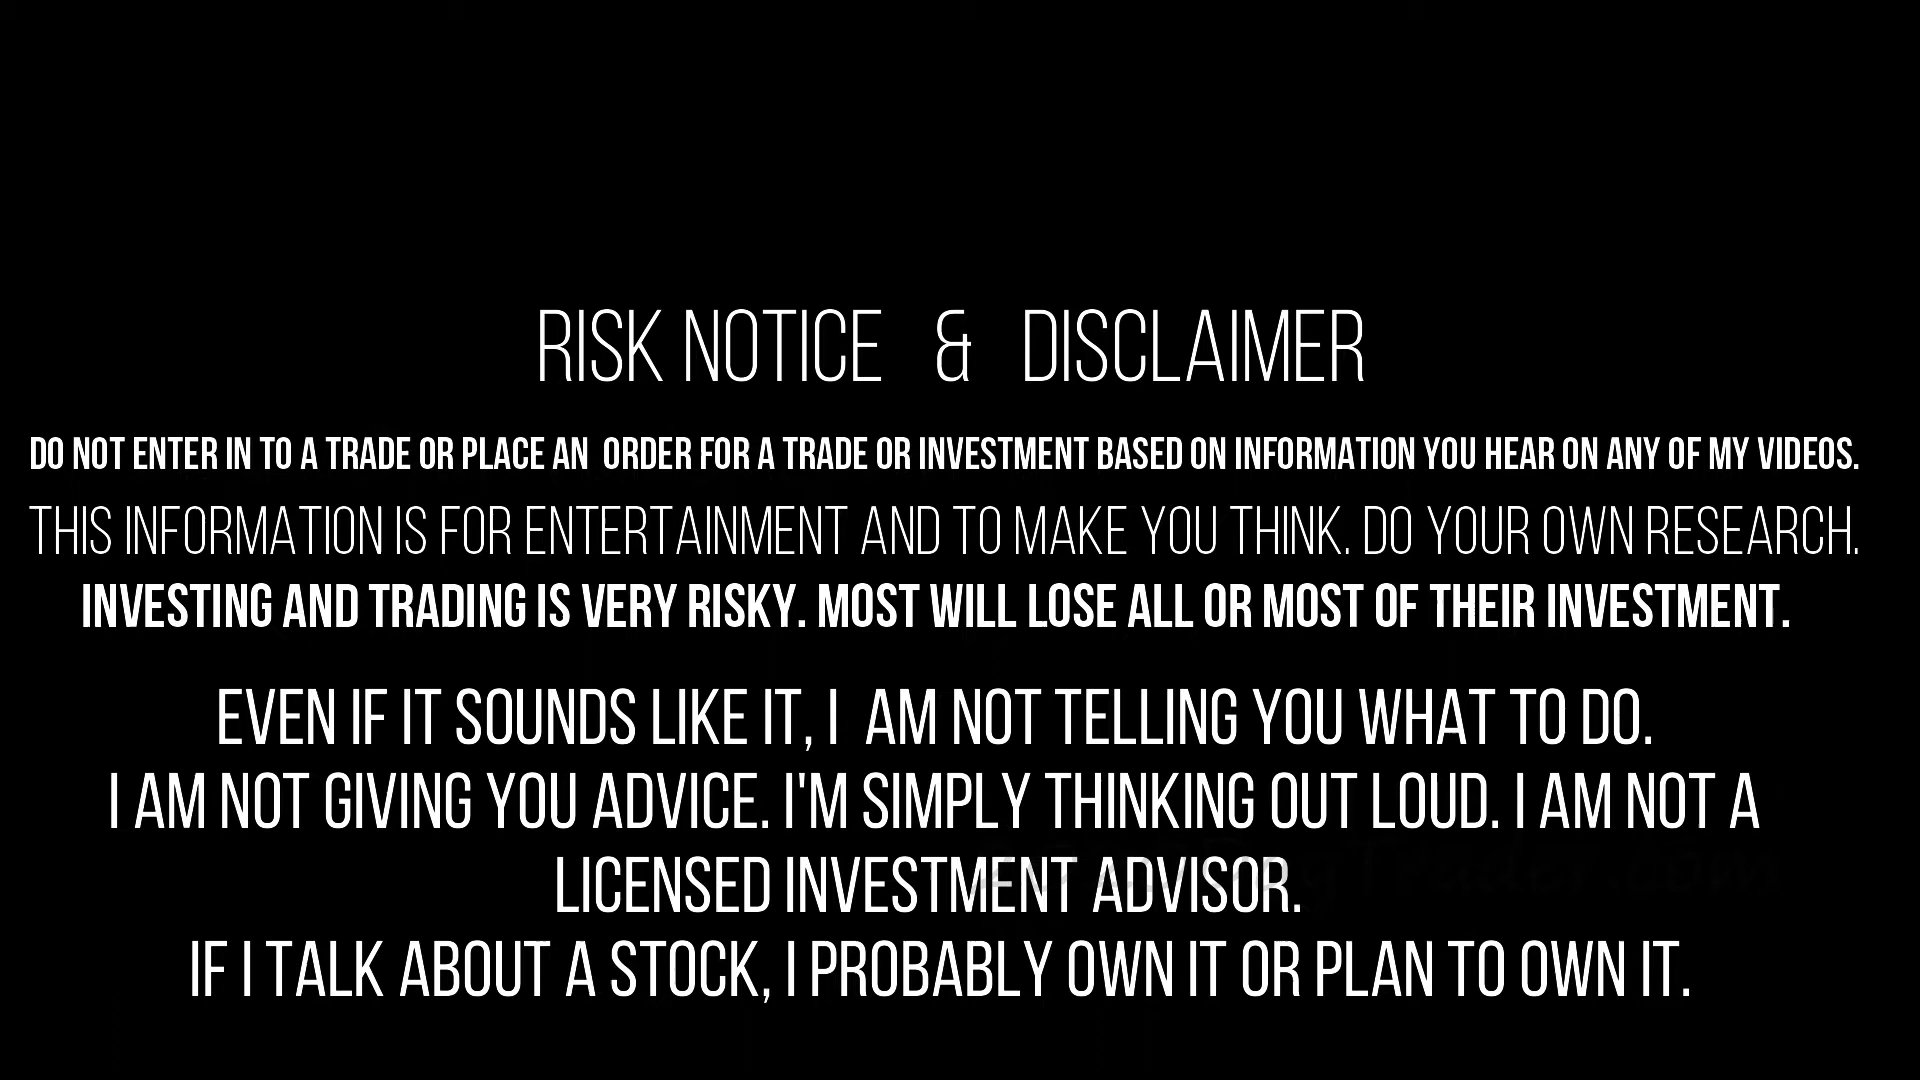 RISK NOTICE & DISCLAIMER
DO NOT ENTER IN TO A TRADE OR PLACE AN ORDER FOR A TRADE OR INVESTMENT BASED ON INFORMATION YOU HEAR ON ANY OF MY VIDEOS.
THIS INFORMATION IS FOR ENTERTAINMENT AND TO MAKE YOU THINK. DO YOUR OWN RESEARCH.
INVESTING AND TRADING IS VERY RISKY. MOST WILL LOSE ALL OR MOST OF THEIR INVESTMENT.
EVEN IF IT SOUNDS LIKE IT, I AM NOT TELLING YOU WHAT TO DO.
I AM NOT GIVING YOU ADVICE. I'M SIMPLY THINKING OUT LOUD. I AM NOT A
LICENSED INVESTMENT ADVISOR.
IF I TALK ABOUT A STOCK, I PROBABLY OWN IT OR PLAN TO OWN IT.